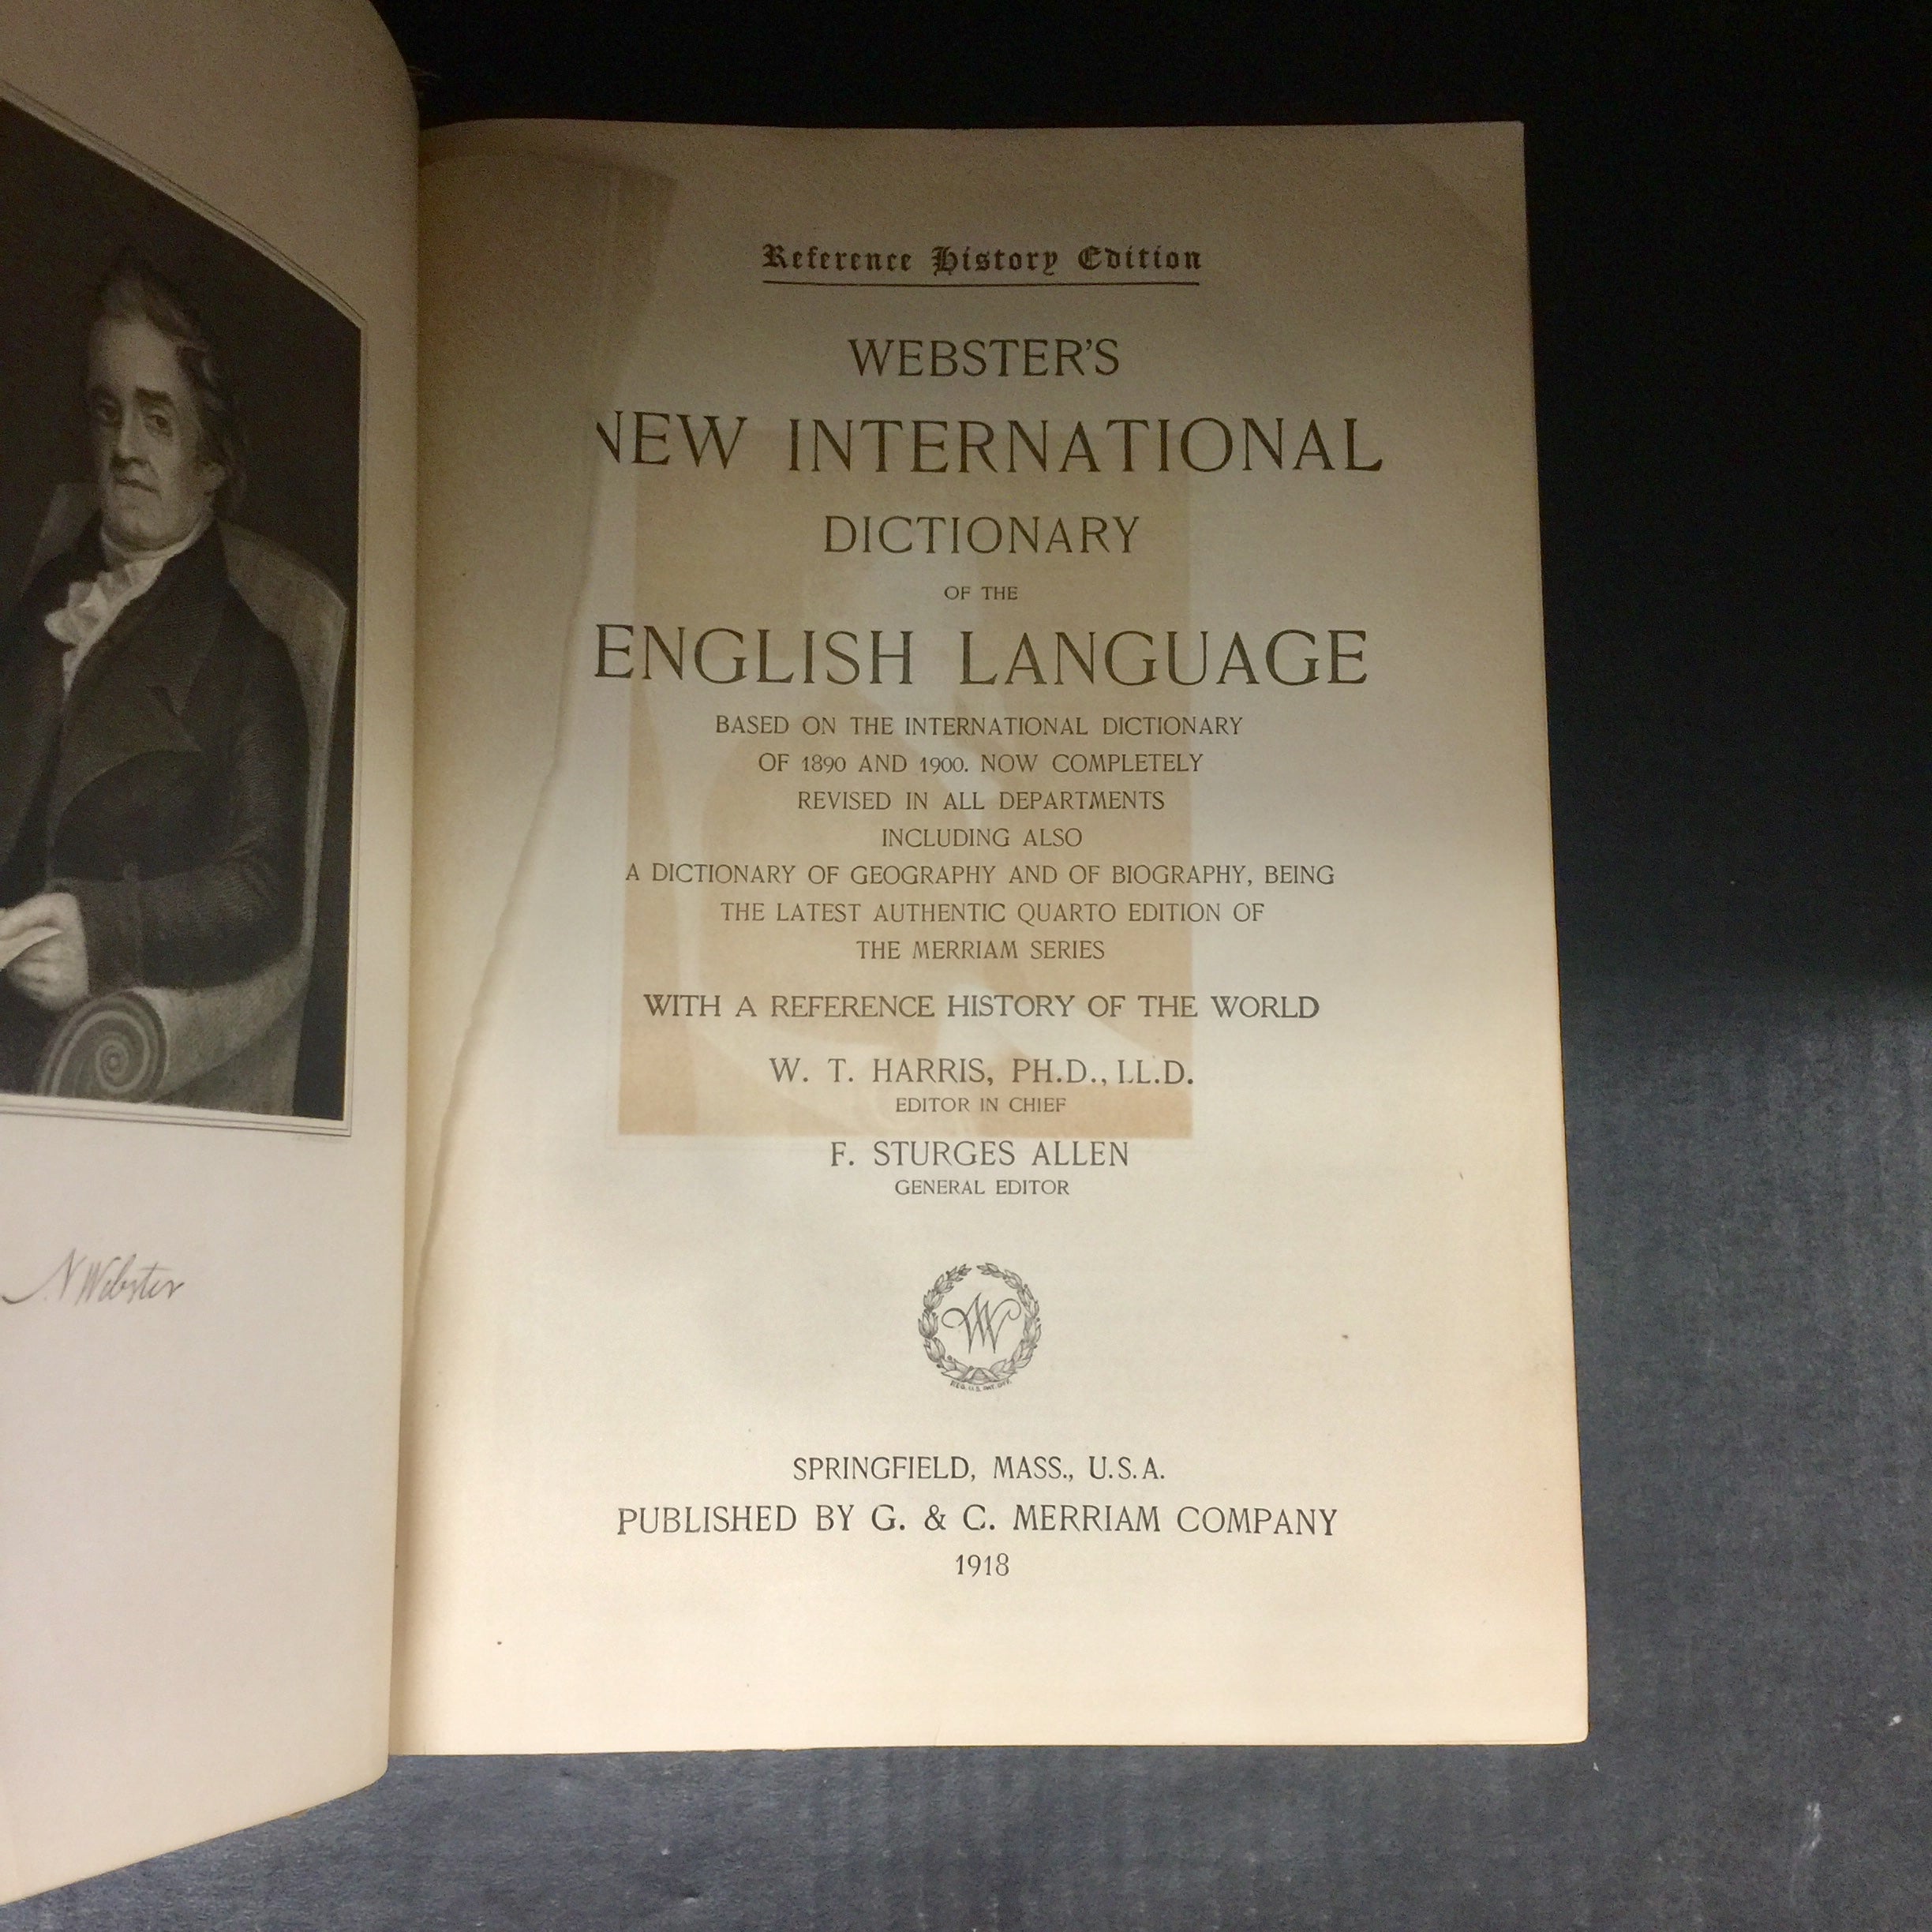 N Webster
Reference History Edition
WEBSTER'S
NEW INTERNATIONAL
DICTIONARY
OF THE
ENGLISH LANGUAGE
BASED ON THE INTERNATIONAL DICTIONARY
OF 1890 AND 1900. NOW COMPLETELY
REVISED IN ALL DEPARTMENTS
INCLUDING ALSO
A DICTIONARY OF GEOGRAPHY AND OF BIOGRAPHY, BEING
THE LATEST AUTHENTIC QUARTO EDITION OF
THE MERRIAM SERIES
WITH A REFERENCE HISTORY OF THE WORLD
W. T. HARRIS, PH.D., LL.D.
EDITOR IN CHIEF
F. STURGES ALLEN
GENERAL EDITOR
W
REG. U.S. PAT. OFF.
SPRINGFIELD, MASS., U.S.A.
PUBLISHED BY G. & C. MERRIAM COMPANY
1918